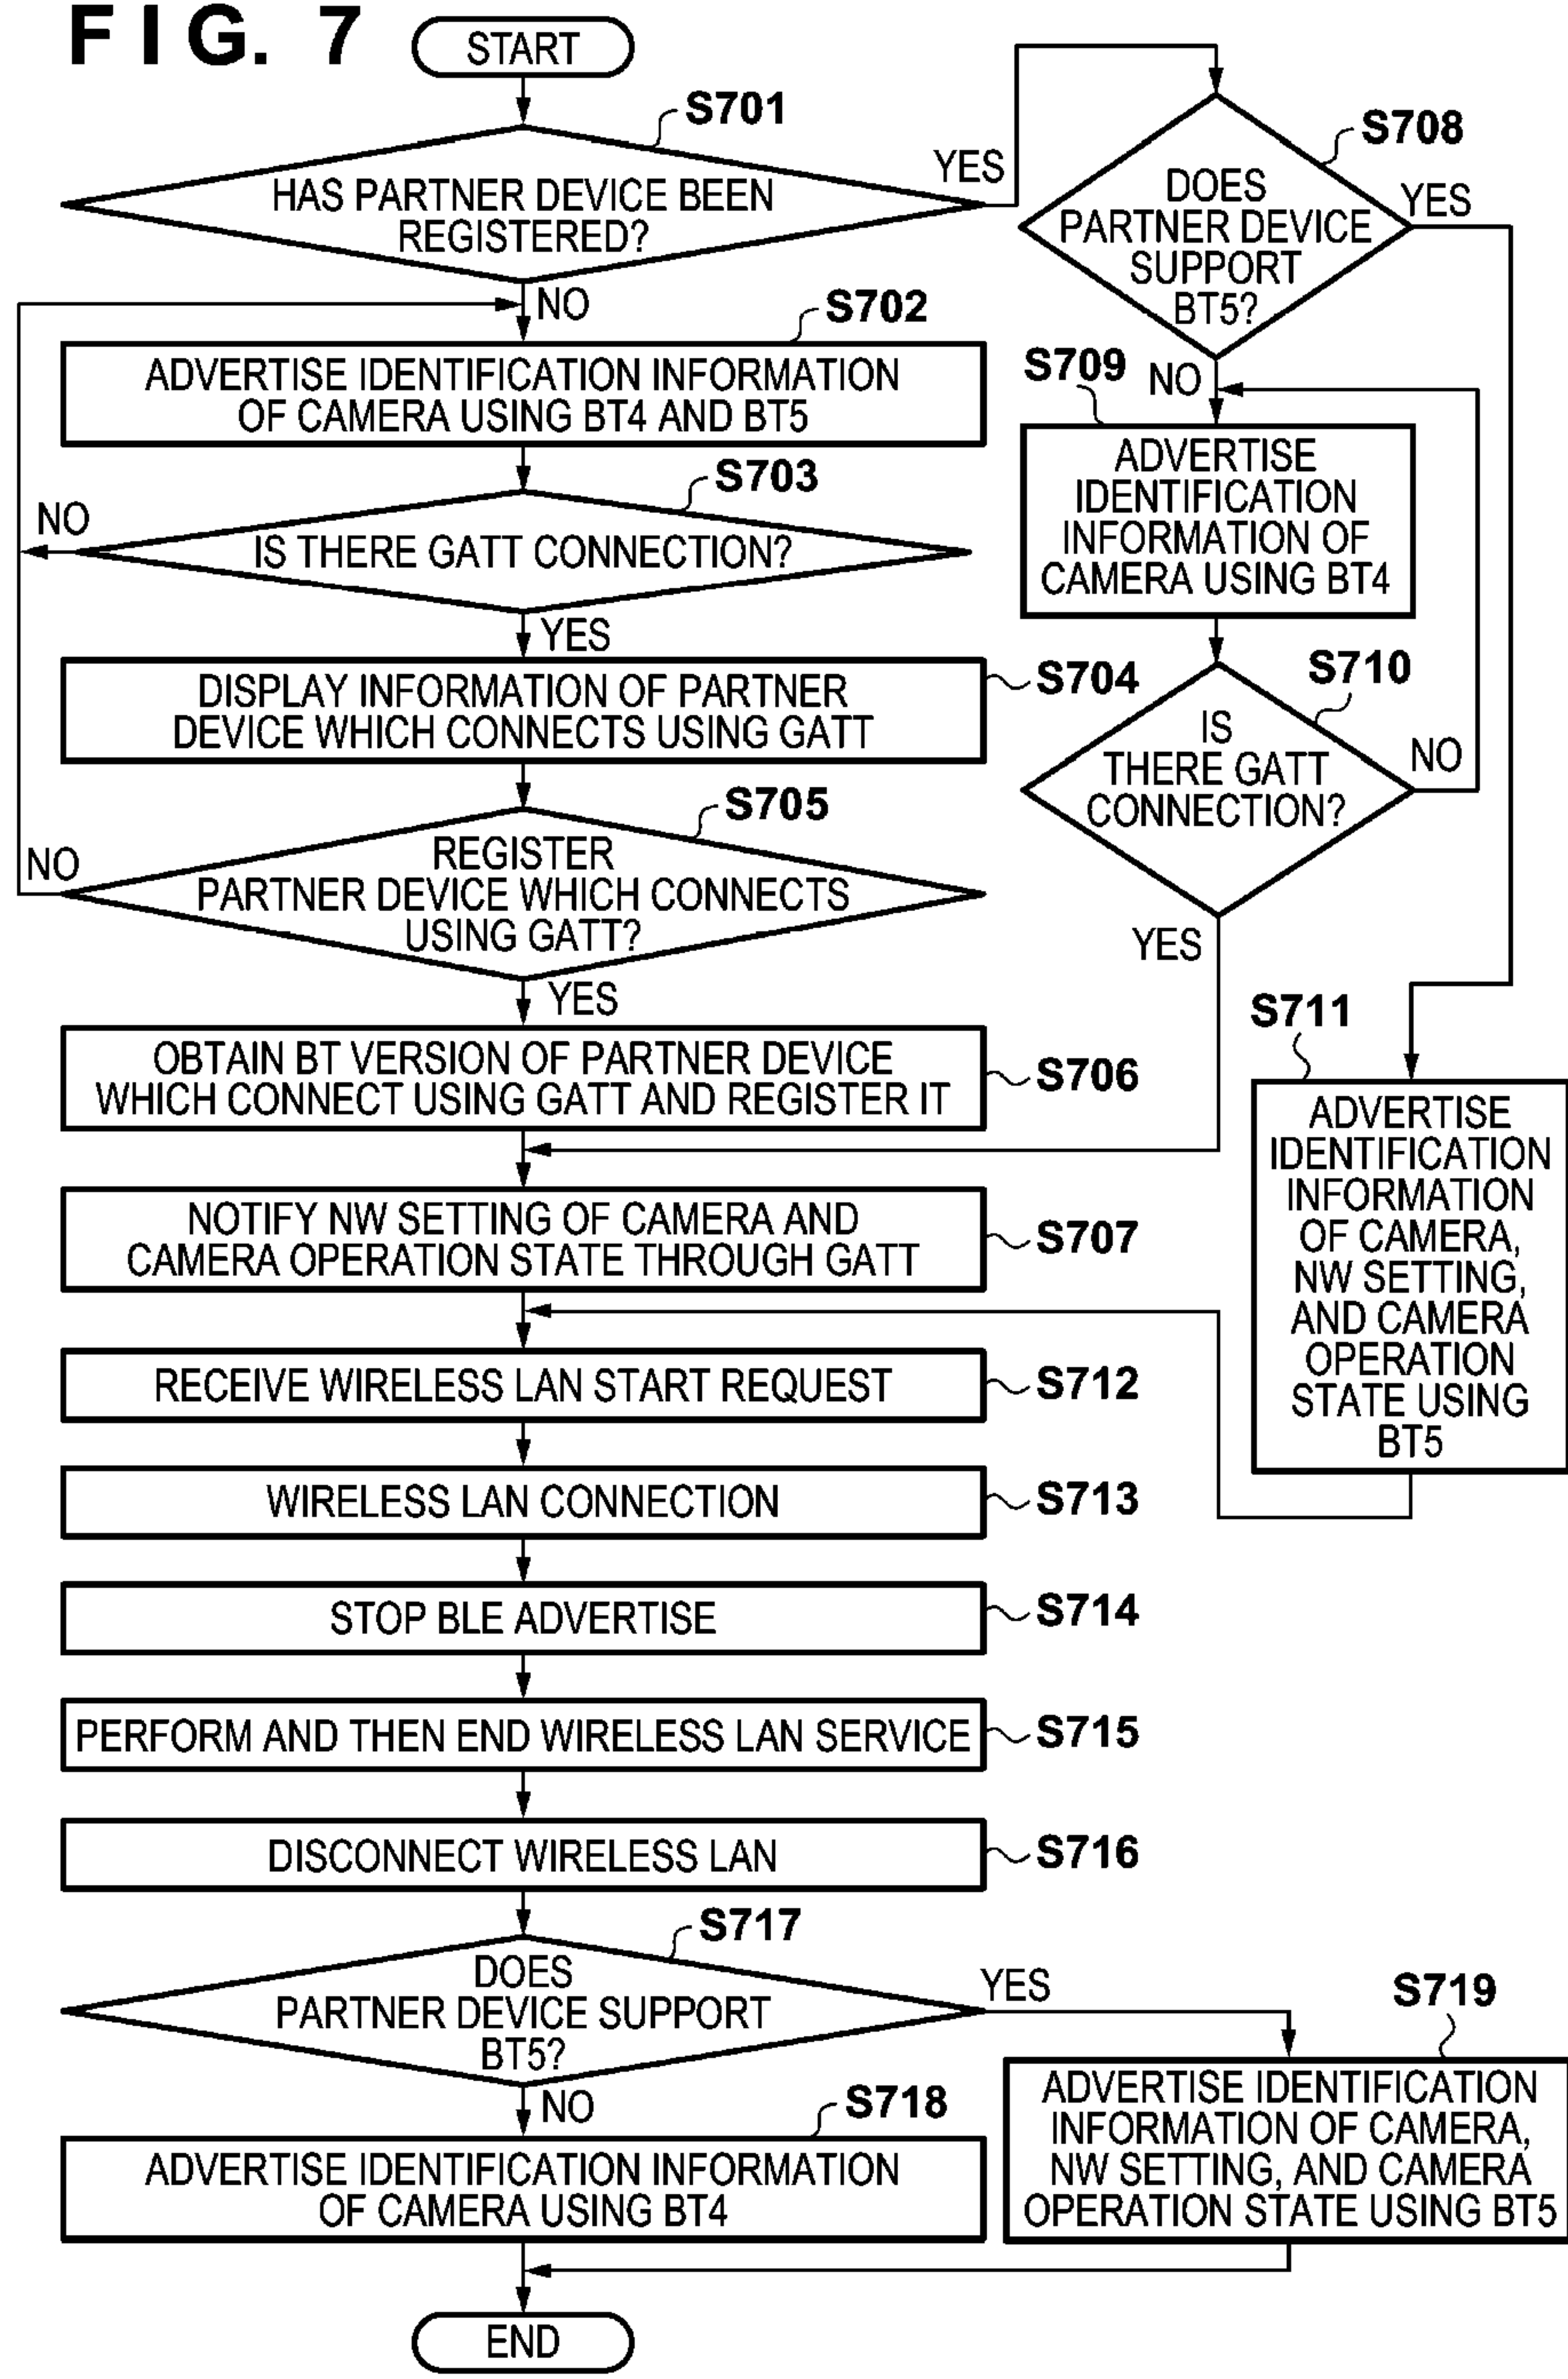 FIG. 7
START
S701
HAS PARTNER DEVICE BEEN
REGISTERED?
YES
NO
S702
ADVERTISE IDENTIFICATION INFORMATION
OF CAMERA USING BT4 AND BT5
S703
NO
IS THERE GATT CONNECTION?
YES
DISPLAY INFORMATION OF PARTNER
DEVICE WHICH CONNECTS USING GATT
S704
S705
NO
REGISTER
PARTNER DEVICE WHICH CONNECTS
USING GATT?
YES
OBTAIN BT VERSION OF PARTNER DEVICE
WHICH CONNECT USING GATT AND REGISTER IT
S706
NOTIFY NW SETTING OF CAMERA AND
CAMERA OPERATION STATE THROUGH GATT
S707
S708
DOES
PARTNER DEVICE
SUPPORT
BT5?
YES
NO
S709
ADVERTISE
IDENTIFICATION
INFORMATION OF
CAMERA USING BT4
S710
IS
THERE GATT
CONNECTION?
NO
YES
S711
ADVERTISE
IDENTIFICATION
INFORMATION
OF CAMERA,
NW SETTING,
AND CAMERA
OPERATION
STATE USING
BT5
RECEIVE WIRELESS LAN START REQUEST
S712
WIRELESS LAN CONNECTION
S713
STOP BLE ADVERTISE
S714
PERFORM AND THEN END WIRELESS LAN SERVICE
S715
DISCONNECT WIRELESS LAN
S716
S717
DOES
PARTNER DEVICE SUPPORT
BT5?
YES
NO
S718
ADVERTISE IDENTIFICATION INFORMATION
OF CAMERA USING BT4
S719
ADVERTISE IDENTIFICATION
INFORMATION OF CAMERA,
NW SETTING, AND CAMERA
OPERATION STATE USING BT5
END